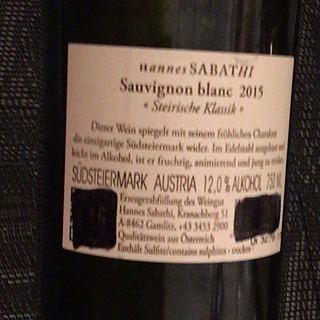 Hannes SABATHI
Sauvignon blanc 2015
" Steirische Klassik "
Dieser Wein spiegelt mit seinem fröhlichen Charakter
die einzigartige Südsteiermark wider. Im Edelstahl ausgebaut und
leicht im Alkohol, ist er fruchtig, animierend und jung zu trinken.
SÜDSTEIERMARK AUSTRIA 12,0 % ALKOHOL 750 ML
Erzeugerabfüllung des Weingut
Hannes Sabathi, Kranachberg 51
A-8462 Gamlitz, +43 3453 2900
Qualitätswein aus Österreich
Enthält Sulfite/contains sulphites • trocken